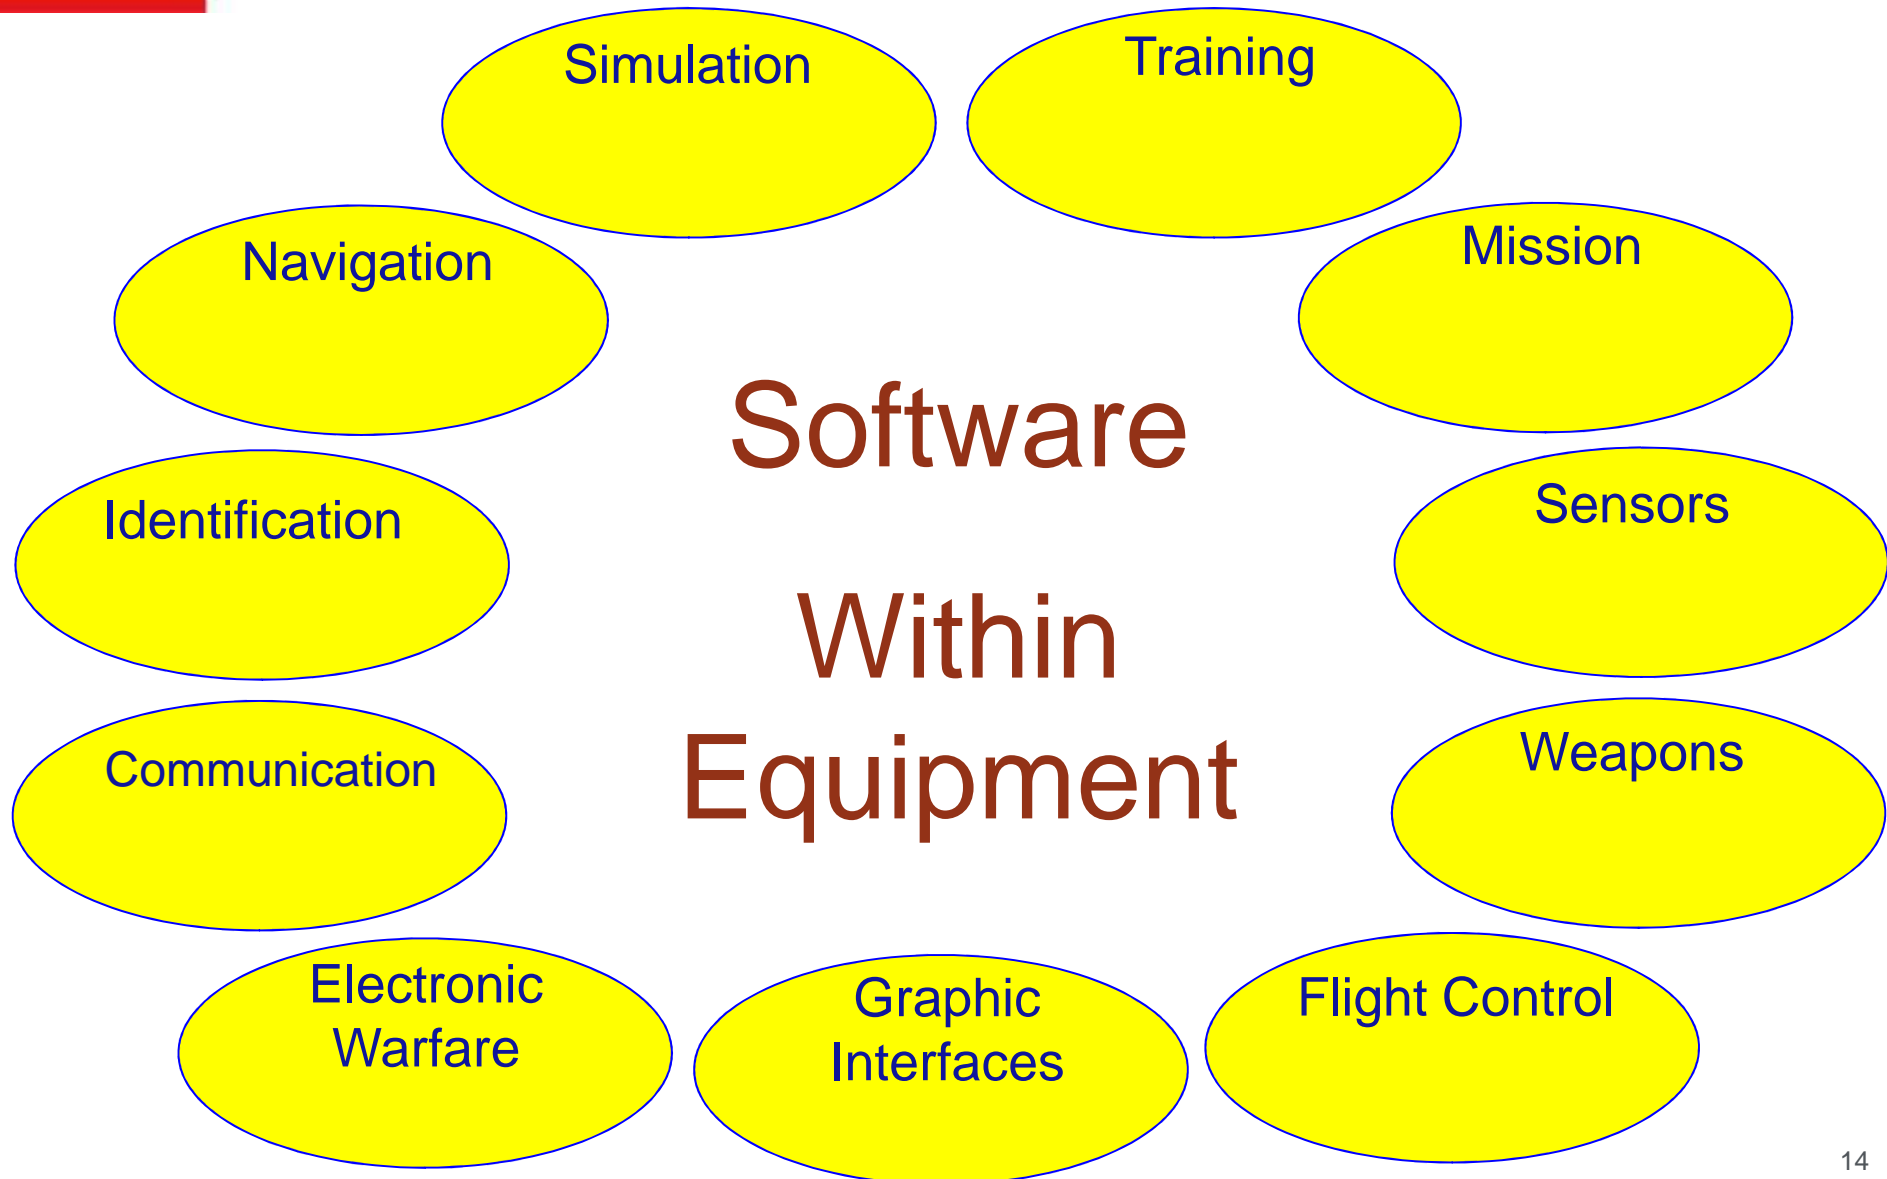 Simulation
Training
Navigation
Mission
Software
Identification
Sensors
Within
Communication
Weapons
Equipment
Electronic
Warfare
Graphic
Interfaces
Flight Control
14